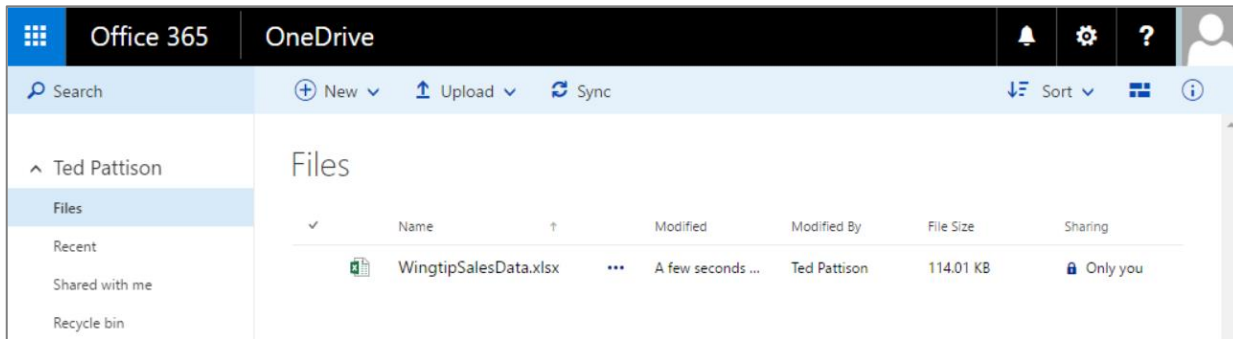 Office 365 OneDrive ?
Search New Upload Sync Sort
Ted Pattison
Files
Recent
Shared with me
Recycle bin
Files
Name Modified Modified By File Size Sharing
WingtipSalesData.xlsx ... A few seconds ... Ted Pattison 114.01 KB Only you